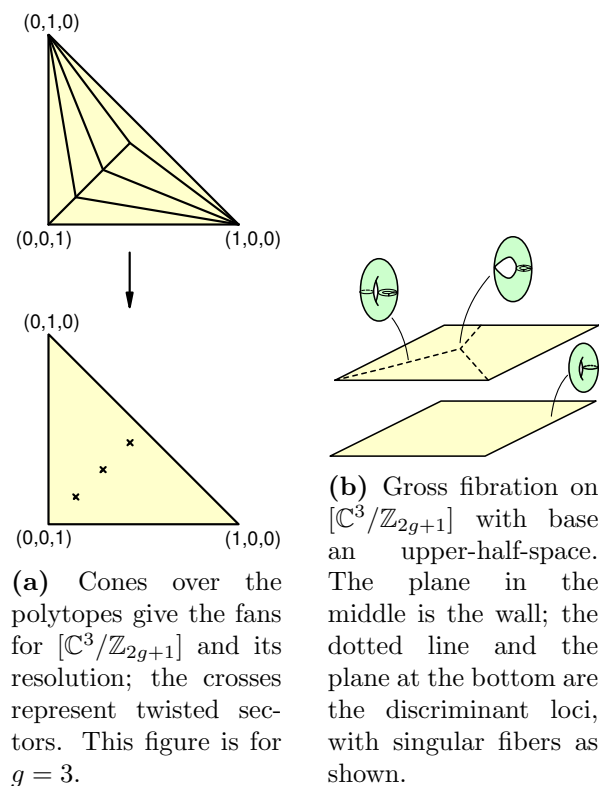 (0,1,0)
(0,0,1)
(1,0,0)
(0,1,0)
(0,0,1)
(1,0,0)
(a) Cones over the
polytopes give the fans
for [ℂ³/ℤ₂g₊₁] and its
resolution; the crosses
represent twisted sec-
tors. This figure is for
g = 3.
(b) Gross fibration on
[ℂ³/ℤ₂g₊₁] with base
an upper-half-space.
The plane in the
middle is the wall; the
dotted line and the
plane at the bottom are
the discriminant loci,
with singular fibers as
shown.